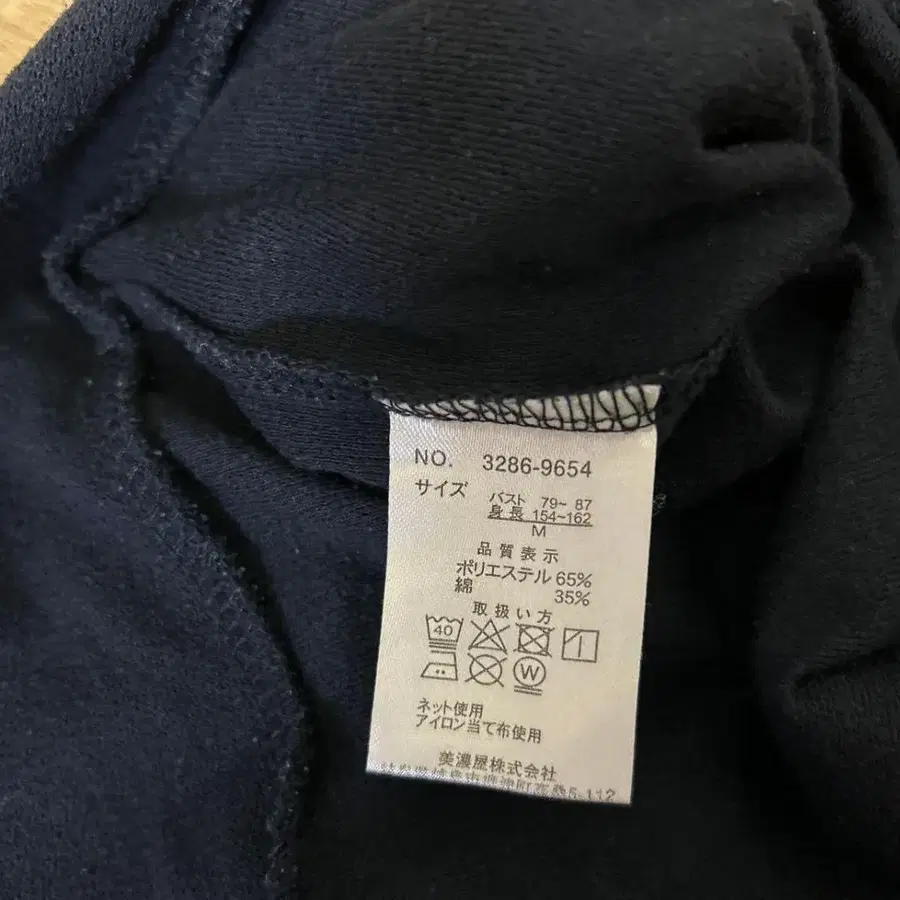 NO. 3286-9654
サイズ
バスト 79~ 87
身長 154~162
M
品質表示
ポリエステル 65%
綿 35%
取扱い方
40
W
ネット使用
アイロン当て布使用
美濃屋株式会社
5-112